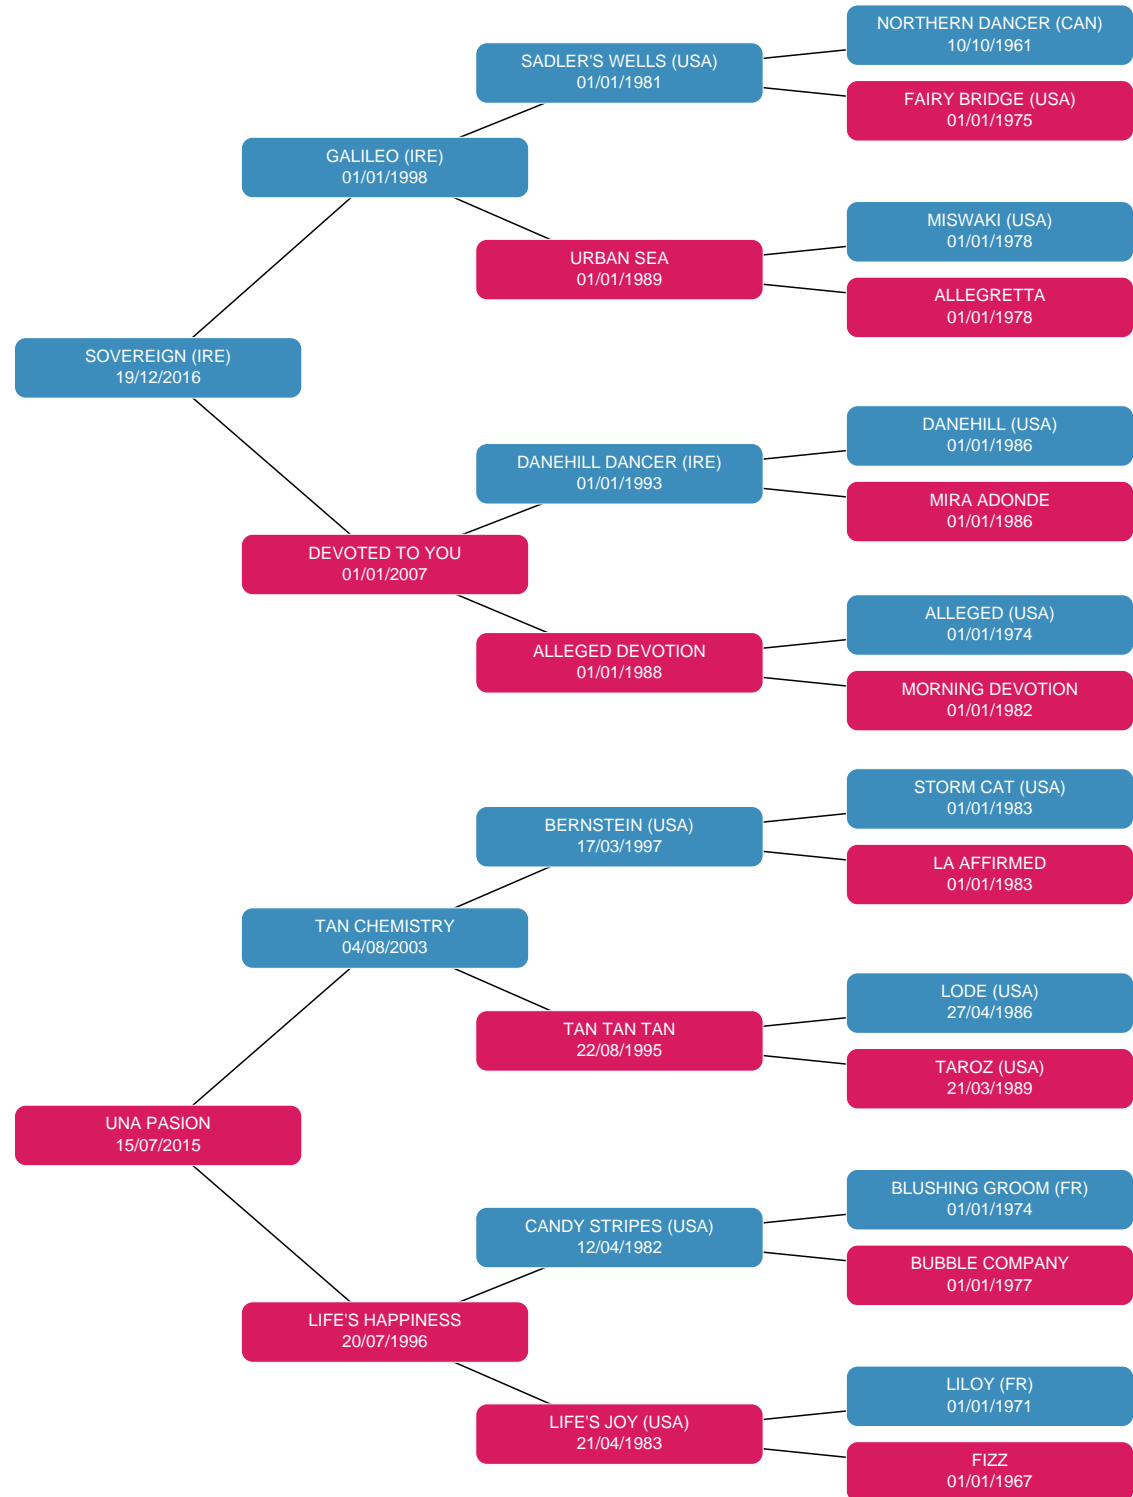 NORTHERN DANCER (CAN)
10/10/1961
SADLER'S WELLS (USA)
01/01/1981
FAIRY BRIDGE (USA)
01/01/1975
GALILEO (IRE)
01/01/1998
MISWAKI (USA)
01/01/1978
URBAN SEA
01/01/1989
ALLEGRETTA
01/01/1978
SOVEREIGN (IRE)
19/12/2016
DANEHILL (USA)
01/01/1986
DANEHILL DANCER (IRE)
01/01/1993
MIRA ADONDE
01/01/1986
DEVOTED TO YOU
01/01/2007
ALLEGED (USA)
01/01/1974
ALLEGED DEVOTION
01/01/1988
MORNING DEVOTION
01/01/1982
STORM CAT (USA)
01/01/1983
BERNSTEIN (USA)
17/03/1997
LA AFFIRMED
01/01/1983
TAN CHEMISTRY
04/08/2003
LODE (USA)
27/04/1986
TAN TAN TAN
22/08/1995
TAROZ (USA)
21/03/1989
UNA PASION
15/07/2015
BLUSHING GROOM (FR)
01/01/1974
CANDY STRIPES (USA)
12/04/1982
BUBBLE COMPANY
01/01/1977
LIFE'S HAPPINESS
20/07/1996
LILOY (FR)
01/01/1971
LIFE'S JOY (USA)
21/04/1983
FIZZ
01/01/1967